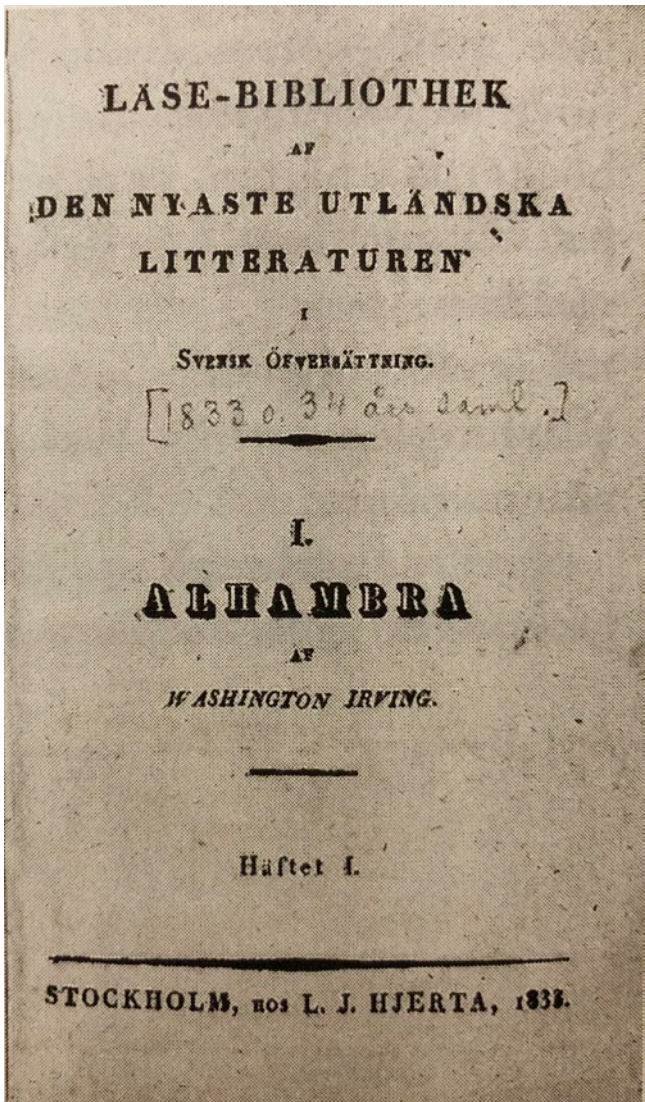 LÄSE-BIBLIOTHEK
AF
DEN NYASTE UTLÄNDSKA
LITTERATUREN
I
SVENSK ÖFVERSÄTTNING.
[1833 o. 34 års saml.]
I.
ALHAMBRA
AF
WASHINGTON IRVING.
Häftet I.
STOCKHOLM, HOS L. J. HJERTA, 1833.